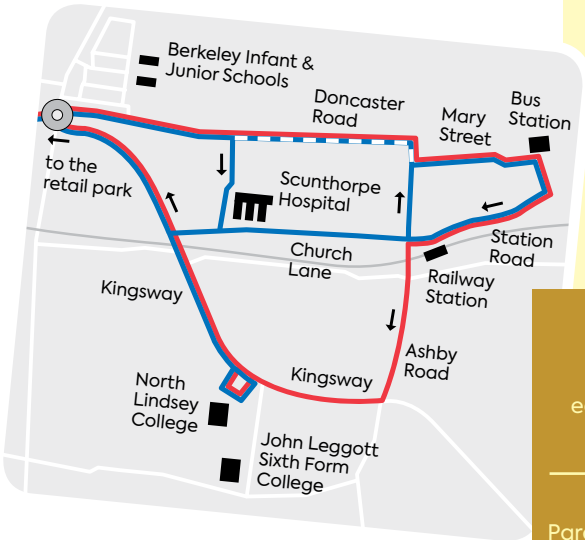 Berkeley Infant &
Junior Schools
Doncaster
Road
Mary
Street
Bus
Station
to the
retail park
Scunthorpe
Hospital
Church
Lane
Station
Road
Railway
Station
Kingsway
Ashby
Road
Kingsway
North
Lindsey
College
John Leggott
Sixth Form
College